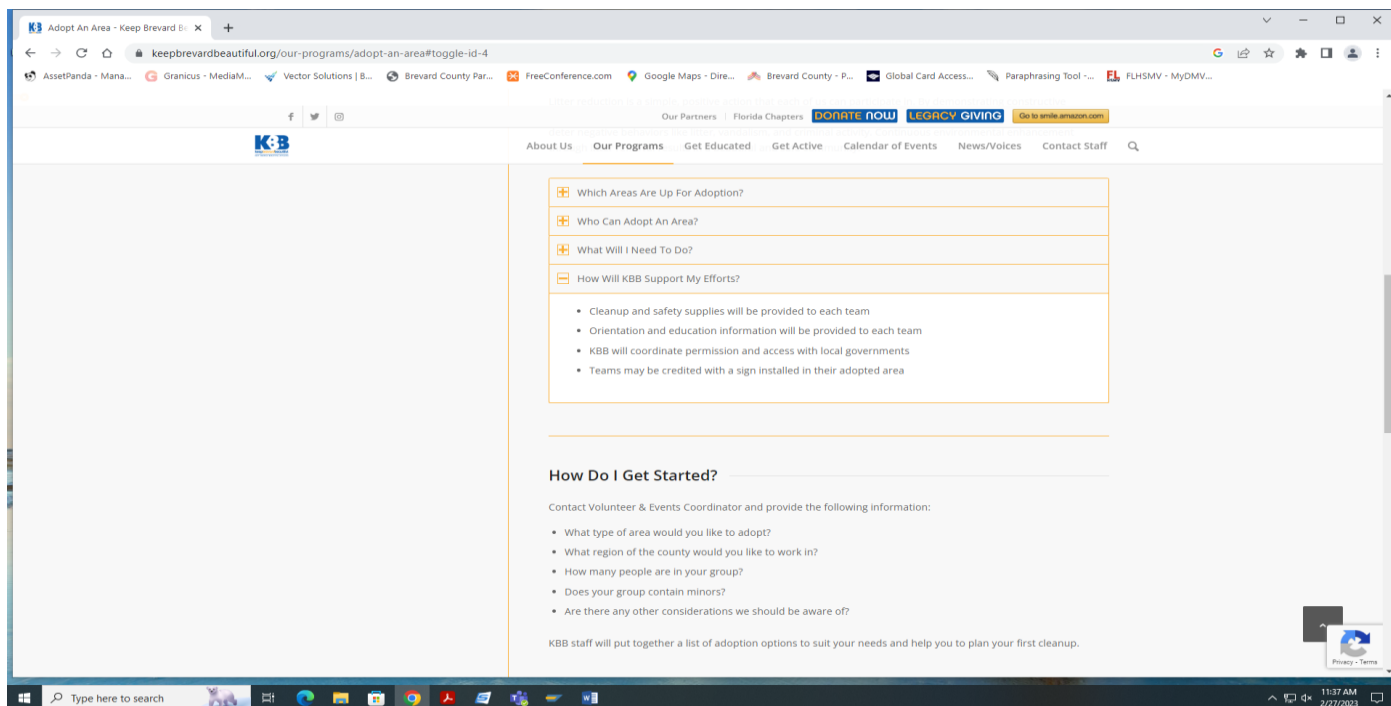 Adopt An Area - Keep Brevard B
keepbrevardbeautiful.org/our-programs/adopt-an-area#toggle-id-4
AssetPanda - Mana... Granicus - MediaM... Vector Solutions | B... Brevard County Par... FreeConference.com Google Maps - Dire... Brevard County - P... Global Card Access... Paraphrasing Tool -... FLHSMV - MyDMV...
Our Partners Florida Chapters DONATE NOW LEGACY GIVING Go to smile.amazon.com
KBB
About Us Our Programs Get Educated Get Active Calendar of Events News/Voices Contact Staff
Which Areas Are Up For Adoption?
Who Can Adopt An Area?
What Will I Need To Do?
How Will KBB Support My Efforts?
• Cleanup and safety supplies will be provided to each team
• Orientation and education information will be provided to each team
• KBB will coordinate permission and access with local governments
• Teams may be credited with a sign installed in their adopted area
How Do I Get Started?
Contact Volunteer & Events Coordinator and provide the following information:
• What type of area would you like to adopt?
• What region of the county would you like to work in?
• How many people are in your group?
• Does your group contain minors?
• Are there any other considerations we should be aware of?
KBB staff will put together a list of adoption options to suit your needs and help you to plan your first cleanup.
Privacy - Terms
Type here to search
11:37 AM
2/27/2023